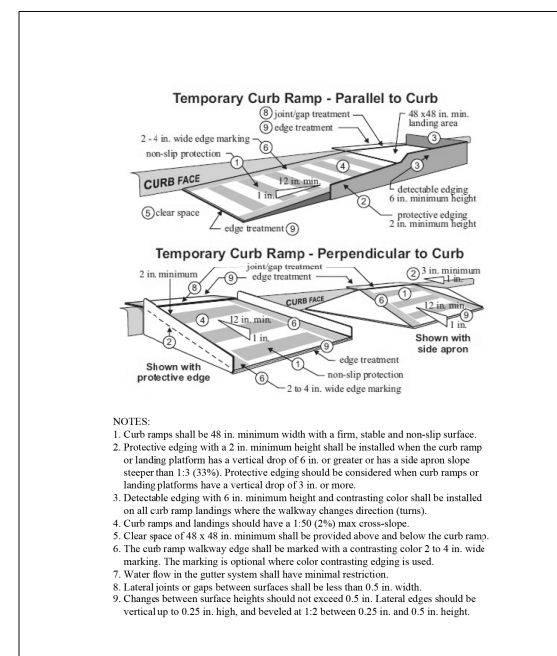 Temporary Curb Ramp - Parallel to Curb
8 joint/gap treatment
9 edge treatment
48 x48 in. min.
landing area
2 - 4 in. wide edge marking
6
3
non-slip protection
1
4
3
CURB FACE
12 in. min.
1 in.
detectable edging
6 in. minimum height
2
5 clear space
protective edging
2 in. minimum height
edge treatment 9
Temporary Curb Ramp - Perpendicular to Curb
2 in. minimum
joint/gap treatment
9 edge treatment
8
2 3 in. minimum
1 in.
CURB FACE
6
1
4
12 in. min.
6
12 in. min.
9
1 in.
1 in.
2
9
Shown with
side apron
edge treatment
Shown with
protective edge
1
non-slip protection
6
2 to 4 in. wide edge marking
NOTES:
1. Curb ramps shall be 48 in. minimum width with a firm, stable and non-slip surface.
2. Protective edging with a 2 in. minimum height shall be installed when the curb ramp
or landing platform has a vertical drop of 6 in. or greater or has a side apron slope
steeper than 1:3 (33%). Protective edging should be considered when curb ramps or
landing platforms have a vertical drop of 3 in. or more.
3. Detectable edging with 6 in. minimum height and contrasting color shall be installed
on all curb ramp landings where the walkway changes direction (turns).
4. Curb ramps and landings should have a 1:50 (2%) max cross-slope.
5. Clear space of 48 x 48 in. minimum shall be provided above and below the curb ramp.
6. The curb ramp walkway edge shall be marked with a contrasting color 2 to 4 in. wide
marking. The marking is optional where color contrasting edging is used.
7. Water flow in the gutter system shall have minimal restriction.
8. Lateral joints or gaps between surfaces shall be less than 0.5 in. width.
9. Changes between surface heights should not exceed 0.5 in. Lateral edges should be
vertical up to 0.25 in. high, and beveled at 1:2 between 0.25 in. and 0.5 in. height.